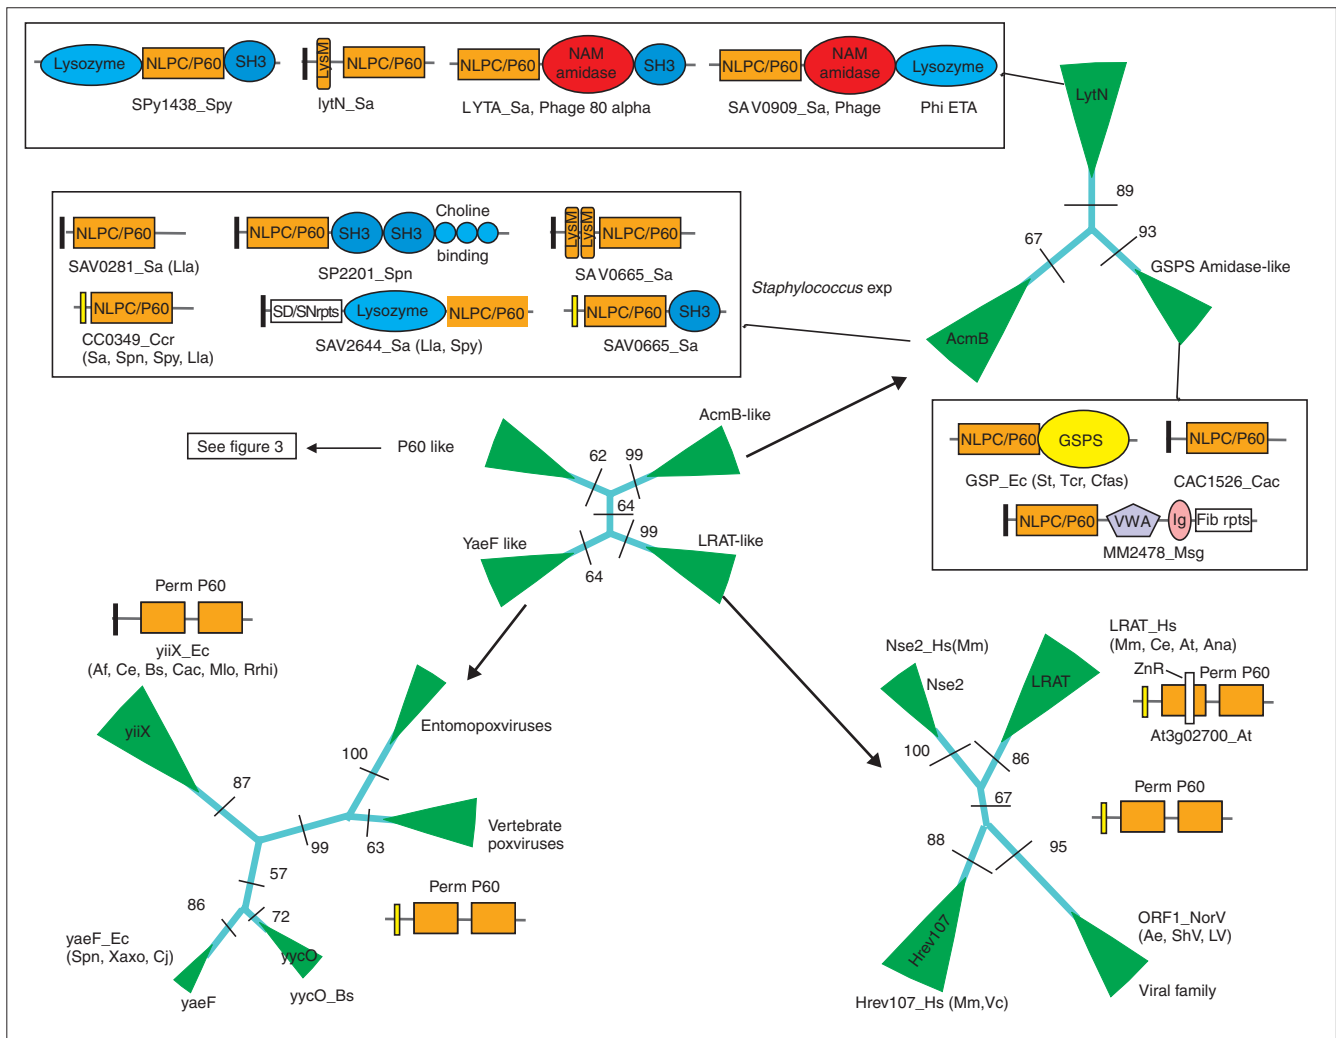 Lysozyme NLPC/P60 SH3
SPy1438_Spy
LysM NLPC/P60
lytN_Sa
NLPC/P60 NAM amidase SH3
LYTA_Sa, Phage 80 alpha
NLPC/P60 NAM amidase Lysozyme
SAV0909_Sa, Phage Phi ETA
LytN
89
67
93
GSPS Amidase-like
AcmB
NLPC/P60
SAV0281_Sa (Lla)
NLPC/P60 SH3 SH3 Choline binding
SP2201_Spn
LysM LysM NLPC/P60
SAV0665_Sa
NLPC/P60
CC0349_Ccr
(Sa, Spn, Spy, Lla)
SD/SNrpts Lysozyme NLPC/P60
SAV2644_Sa (Lla, Spy)
NLPC/P60 SH3
SAV0665_Sa
Staphylococcus exp
NLPC/P60 GSPS
GSP_Ec (St, Tcr, Cfas)
NLPC/P60
CAC1526_Cac
NLPC/P60 VWA Ig Fib rpts
MM2478_Msg
See figure 3
P60 like
AcmB-like
62
99
64
99
64
YaeF like
LRAT-like
Perm P60
yiiX_Ec
(Af, Ce, Bs, Cac, Mlo, Rrhi)
yiiX
87
Entomopoxviruses
100
99
63
Vertebrate
poxviruses
57
86
72
yaeF_Ec
(Spn, Xaxo, Cj)
yaeF
yycO
yycO_Bs
Perm P60
Nse2_Hs(Mm)
Nse2
LRAT
LRAT_Hs
(Mm, Ce, At, Ana)
ZnR Perm P60
At3g02700_At
100
86
67
Perm P60
88
95
Hrev107
Hrev107_Hs (Mm,Vc)
ORF1_NorV
(Ae, ShV, LV)
Viral family